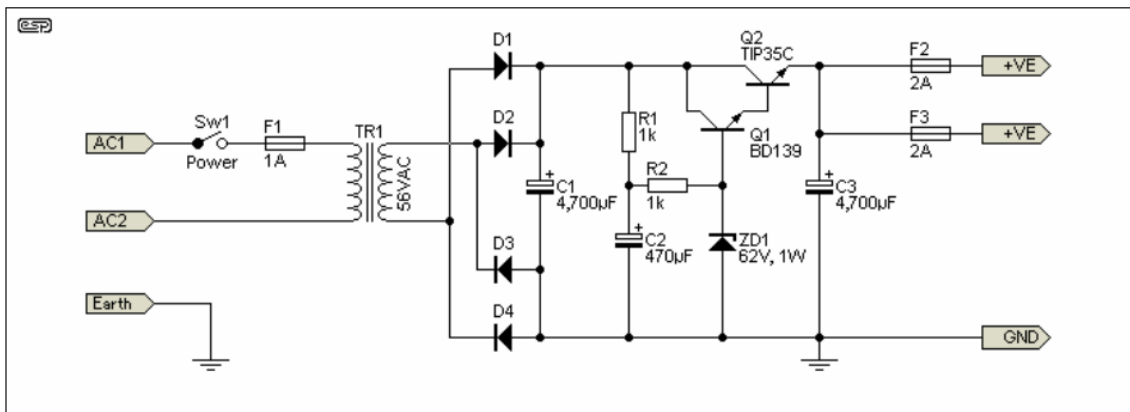 esp
D1
Q2
TIP35C
F2
+VE
2A
D2
R1
1k
Q1
BD139
F3
+VE
2A
AC1
Sw1
Power
F1
1A
TR1
56VAC
C1
4,700µF
R2
1k
C3
4,700µF
AC2
D3
C2
470µF
ZD1
62V, 1W
Earth
D4
GND